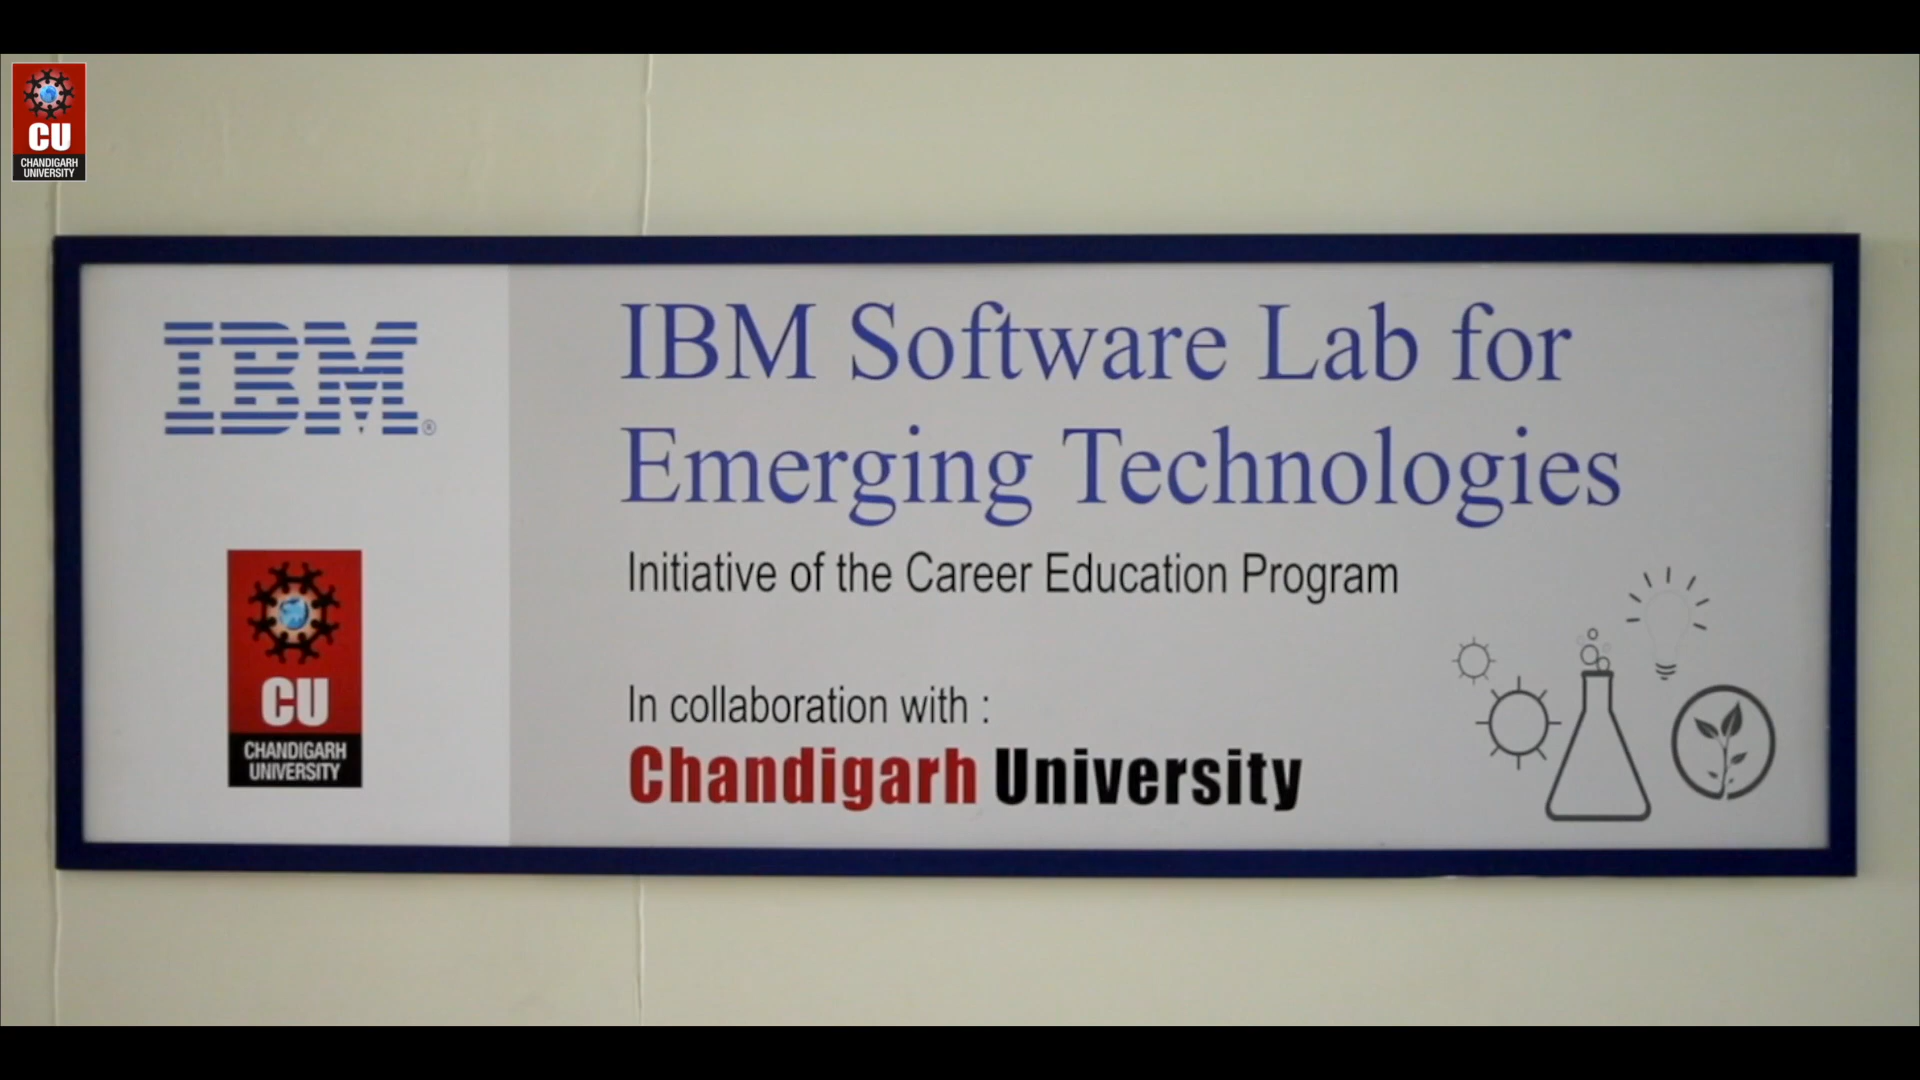 CU
CHANDIGARH
UNIVERSITY
IBM®
IBM Software Lab for
Emerging Technologies
Initiative of the Career Education Program
In collaboration with :
Chandigarh University
CU
CHANDIGARH
UNIVERSITY